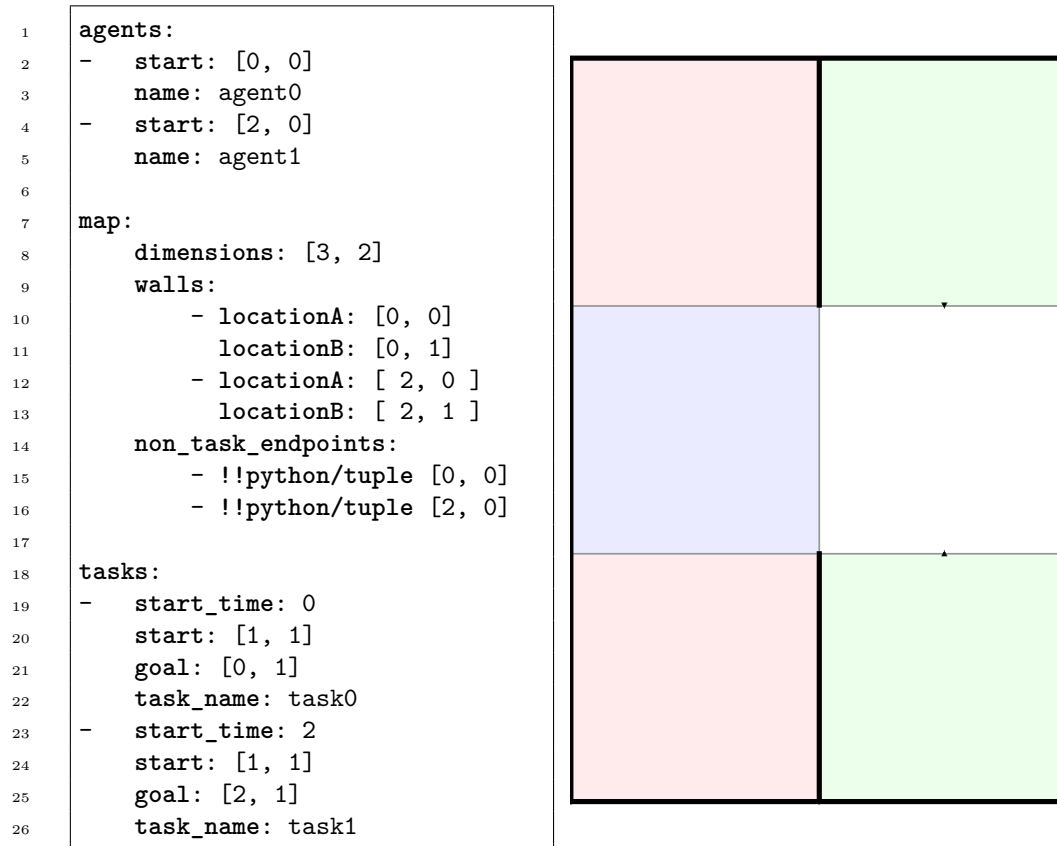 1 agents:
2 -   start: [0, 0]
3     name: agent0
4 -   start: [2, 0]
5     name: agent1
6
7 map:
8     dimensions: [3, 2]
9     walls:
10         - locationA: [0, 0]
11           locationB: [0, 1]
12         - locationA: [ 2, 0 ]
13           locationB: [ 2, 1 ]
14     non_task_endpoints:
15         - !!python/tuple [0, 0]
16         - !!python/tuple [2, 0]
17
18 tasks:
19 -   start_time: 0
20     start: [1, 1]
21     goal: [0, 1]
22     task_name: task0
23 -   start_time: 2
24     start: [1, 1]
25     goal: [2, 1]
26     task_name: task1